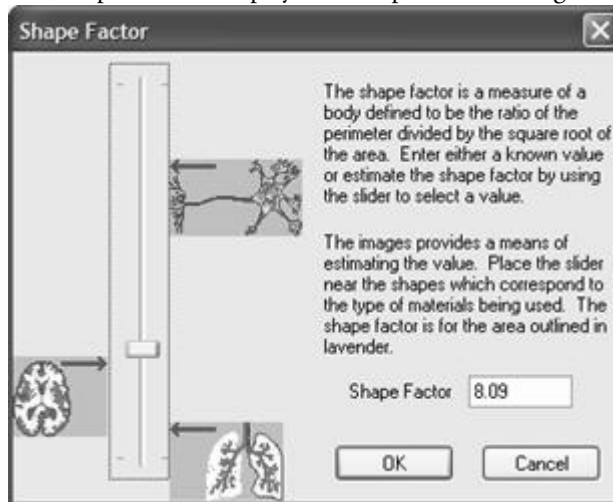 Shape Factor
The shape factor is a measure of a
body defined to be the ratio of the
perimeter divided by the square root of
the area. Enter either a known value
or estimate the shape factor by using
the slider to select a value.
The images provides a means of
estimating the value. Place the slider
near the shapes which correspond to
the type of materials being used. The
shape factor is for the area outlined in
lavender.
Shape Factor 8.09
OK Cancel